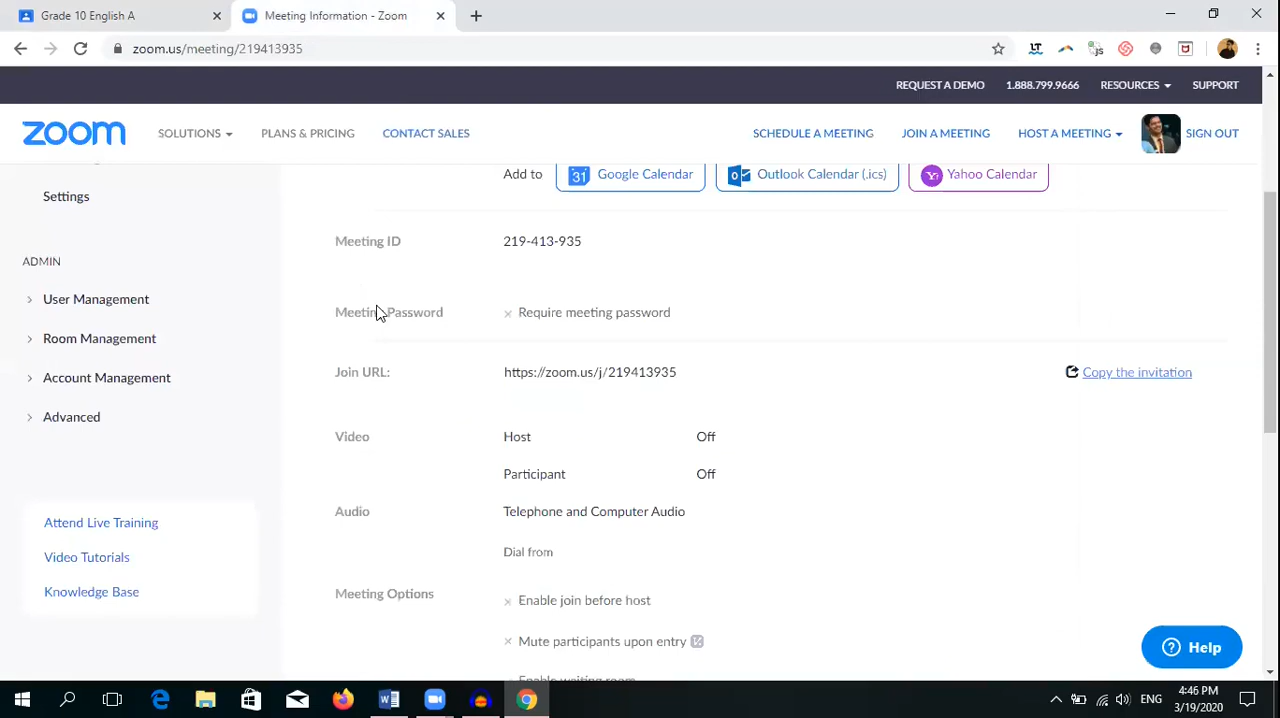 Grade 10 English A
Meeting Information - Zoom
zoom.us/meeting/219413935
REQUEST A DEMO 1.888.799.9666 RESOURCES SUPPORT
zoom SOLUTIONS PLANS & PRICING CONTACT SALES SCHEDULE A MEETING JOIN A MEETING HOST A MEETING SIGN OUT
Settings
ADMIN
User Management
Room Management
Account Management
Advanced
Attend Live Training
Video Tutorials
Knowledge Base
Add to 31 Google Calendar Outlook Calendar (.ics) Yahoo Calendar
Meeting ID 219-413-935
Meeting Password Require meeting password
Join URL: https://zoom.us/j/219413935 Copy the invitation
Video Host Off
Participant Off
Audio Telephone and Computer Audio
Dial from
Meeting Options Enable join before host
Mute participants upon entry
Enable waiting room
Help
ENG 4:46 PM
3/19/2020